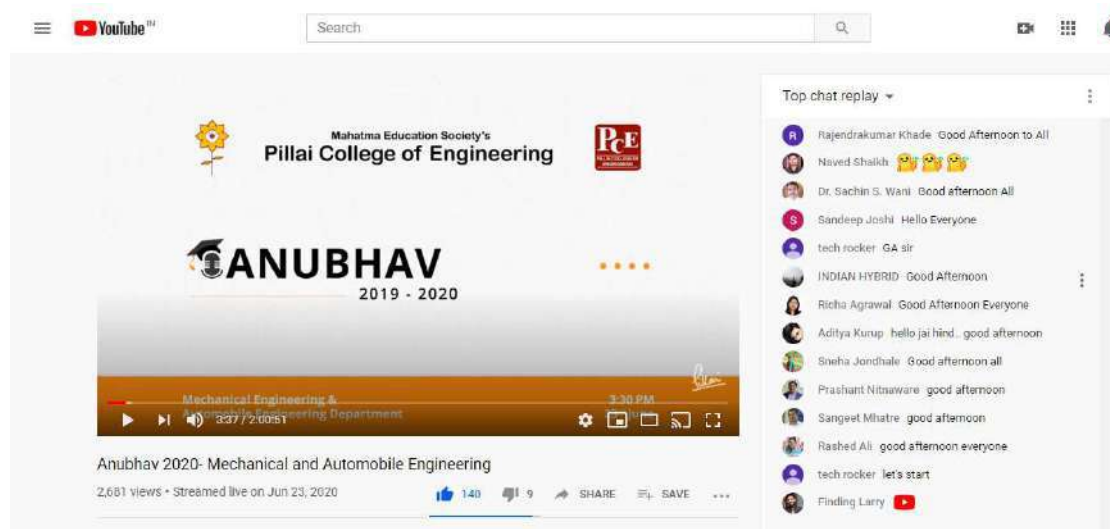 YouTube IN
Search
Mahatma Education Society's
Pillai College of Engineering
PCE
ANUBHAV
2019 - 2020
Mechanical Engineering &
Automobile Engineering Department
3:30 PM
3:37 / 2:00:51
Anubhav 2020- Mechanical and Automobile Engineering
2,681 views • Streamed live on Jun 23, 2020
140 9 SHARE SAVE
Top chat replay
R Rajendrakumar Khade Good Afternoon to All
Naved Shaikh
Dr. Sachin S. Wani Good afternoon All
S Sandeep Joshi Hello Everyone
tech rocker GA sir
INDIAN HYBRID Good Afternoon
Richa Agrawal Good Afternoon Everyone
Aditya Kurup hello jai hind.. good afternoon
Sneha Jondhale Good afternoon all
Prashant Nitnaware good afternoon
Sangeet Mhatre good afternoon
Rashed Ali good afternoon everyone
tech rocker let's start
Finding Larry